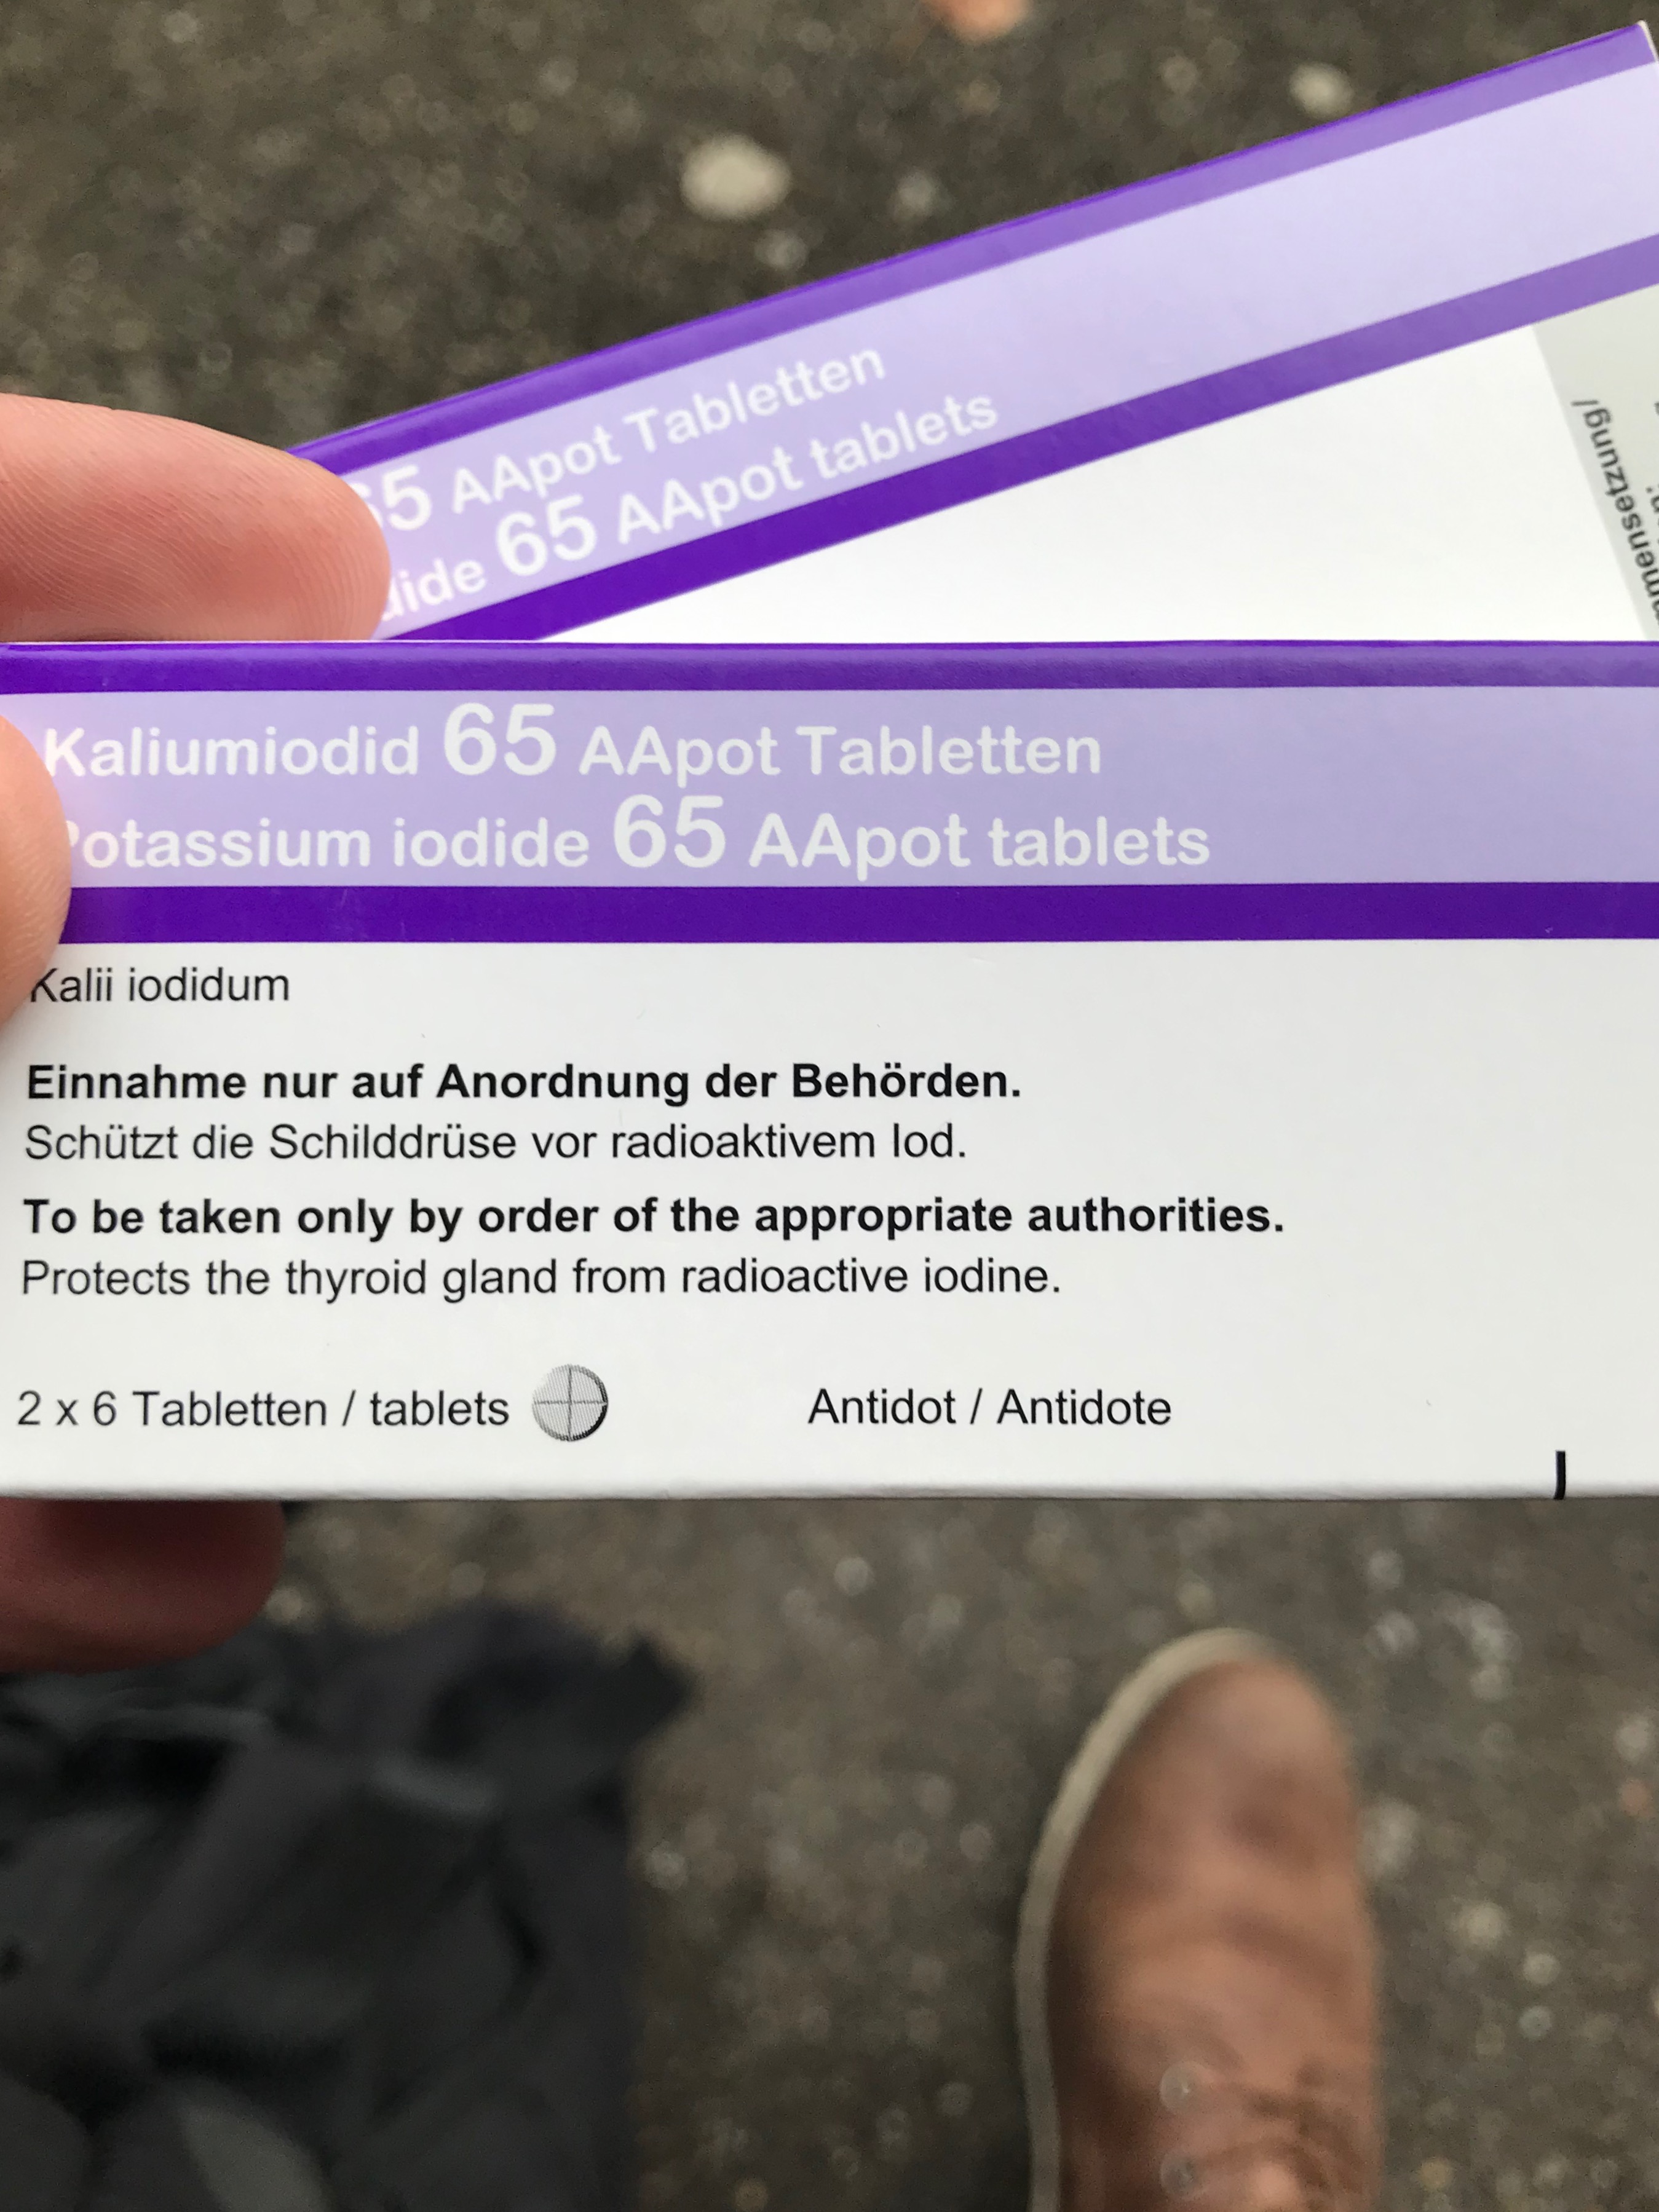 65 AApot Tabletten
65 AApot tablets
Kaliumiodid 65 AApot Tabletten
Potassium iodide 65 AApot tablets
Kalii iodidum
Einnahme nur auf Anordnung der Behörden.
Schützt die Schilddrüse vor radioaktivem Iod.
To be taken only by order of the appropriate authorities.
Protects the thyroid gland from radioactive iodine.
2 x 6 Tabletten / tablets
Antidot / Antidote